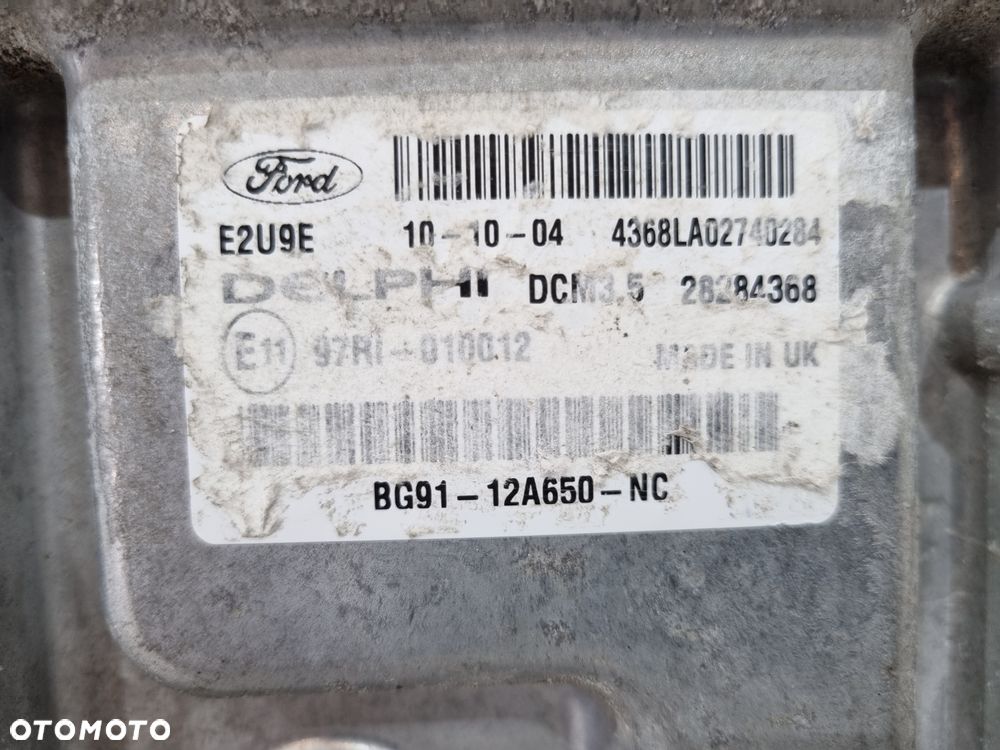 Ford
E2U9E 10-10-04 4368LA02740284
DELPHI DCM3.5 28284368
E11 97RI-010012 MADE IN UK
BG91-12A650-NC
OTOMOTO